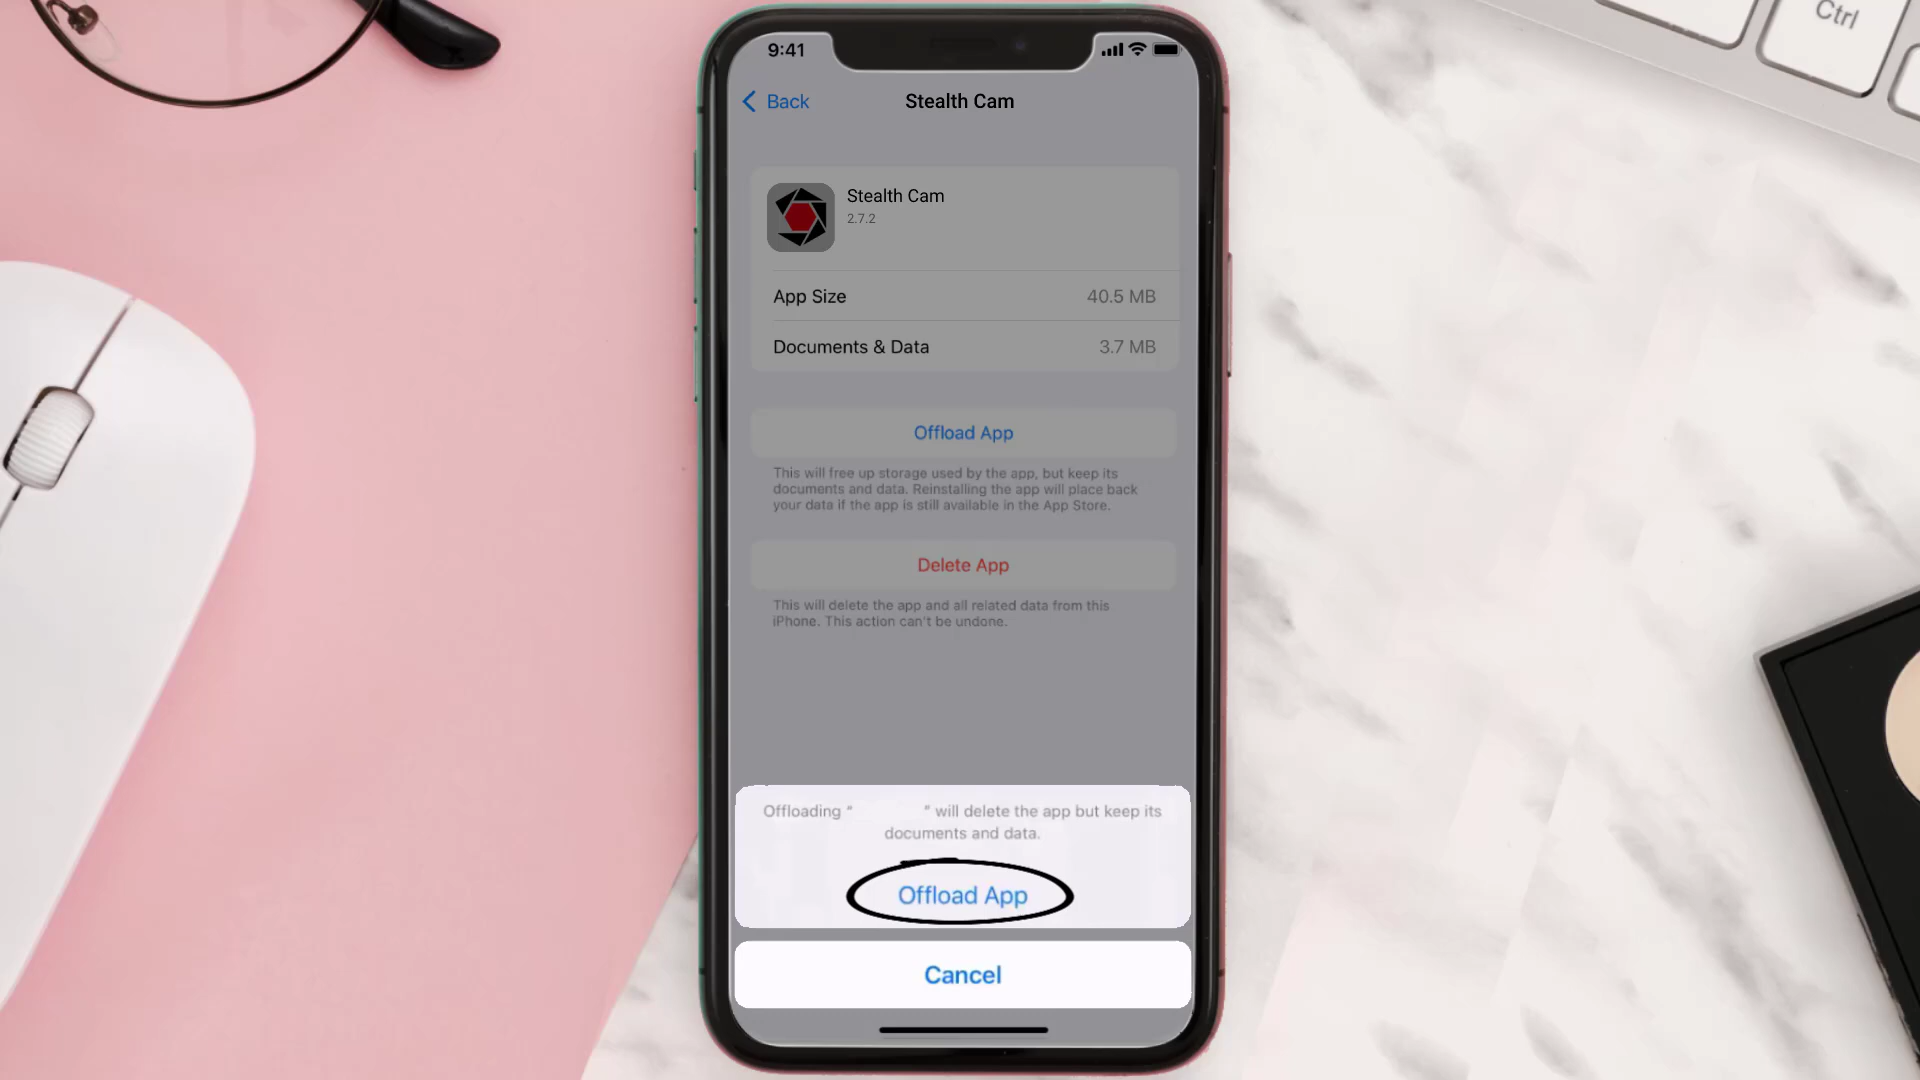 Ctrl
9:41
Back
Stealth Cam
Stealth Cam
2.7.2
App Size 40.5 MB
Documents & Data 3.7 MB
Offload App
This will free up storage used by the app, but keep its
documents and data. Reinstalling the app will place back
your data if the app is still available in the App Store.
Delete App
This will delete the app and all related data from this
iPhone. This action can't be undone.
Offloading “ ” will delete the app but keep its
documents and data.
Offload App
Cancel